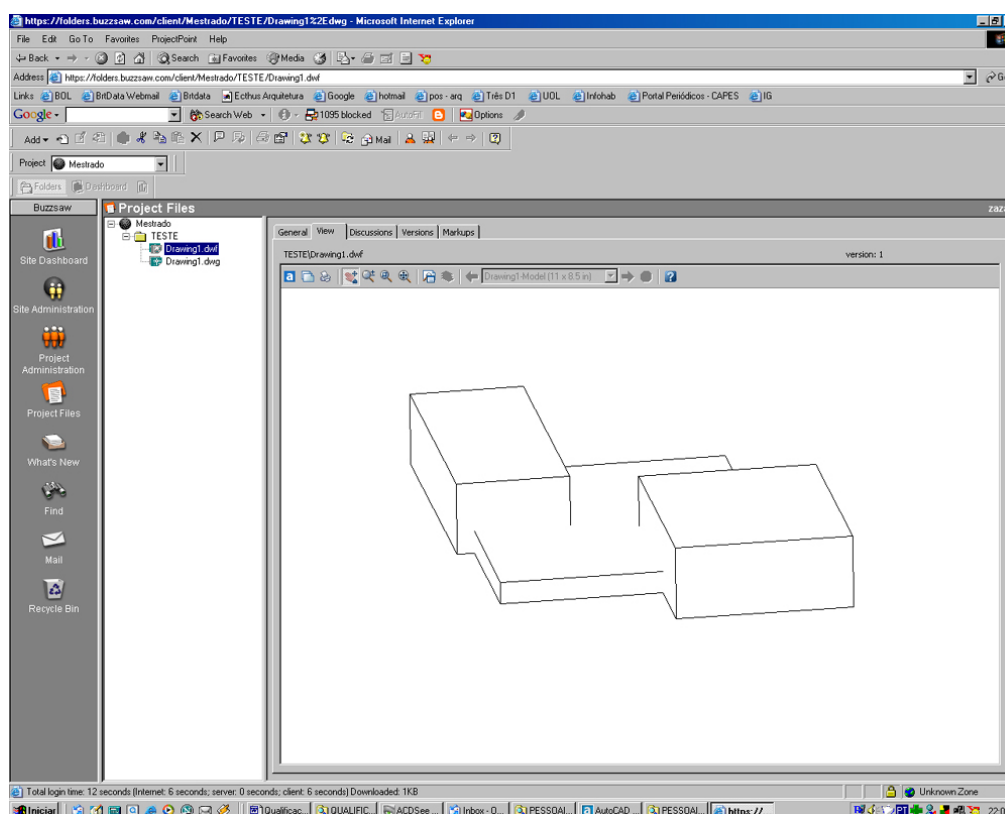 https://folders.buzzsaw.com/client/Mestrado/TESTE/Drawing1%2Edwg - Microsoft Internet Explorer
File Edit Go To Favorites ProjectPoint Help
Back Search Favorites Media
Address https://folders.buzzsaw.com/client/Mestrado/TESTE/Drawing1.dwf G
Links BOL BrtData Webmail Brtdata Ecthus Arquitetura Google hotmail pos - arq Três D1 UOL Infohab Portal Periódicos - CAPES IG
Google Search Web 1095 blocked AutoFill Options
Add Mail
Project Mestrado
Folders Dashboard
Buzzsaw Project Files zaza
Mestrado
TESTE
Drawing1.dwf
Drawing1.dwg
General View Discussions Versions Markups
TESTE\Drawing1.dwf version: 1
Drawing1-Model (11 x 8.5 in)
Site Dashboard
Site Administration
Project
Administration
Project Files
What's New
Find
Mail
Recycle Bin
Total login time: 12 seconds (Internet: 6 seconds; server: 0 seconds; client: 6 seconds) Downloaded: 1KB Unknown Zone
Iniciar Qualificac... QUALIFIC... ACDSee ... Inbox - O... PESSOAL... AutoCAD ... PESSOAL... https:// PT 22:0